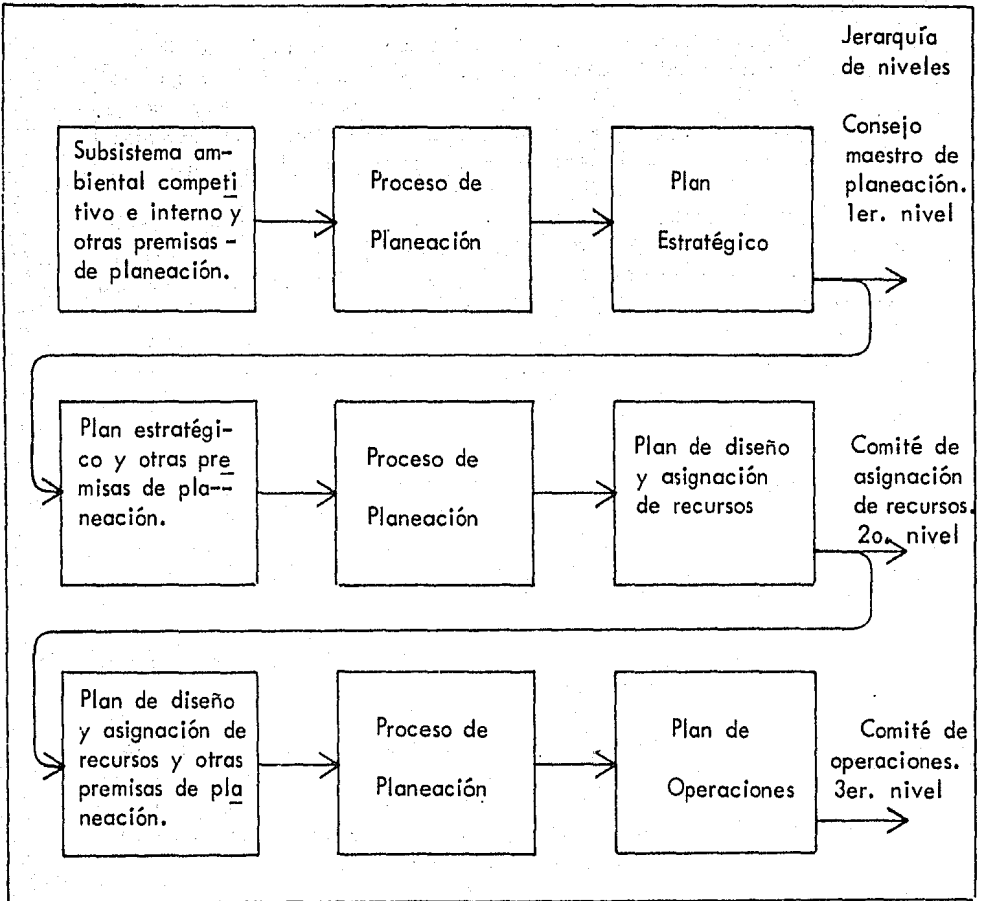 Jerarquía
de niveles
Subsistema am-
biental competi
tivo e interno y
otras premisas -
de planeación.
Proceso de
Planeación
Plan
Estratégico
Consejo
maestro de
planeación.
1er. nivel
Plan estratégi-
co y otras pre
misas de pla--
neación.
Proceso de
Planeación
Plan de diseño
y asignación
de recursos
Comité de
asignación
de recursos.
2o. nivel
Plan de diseño
y asignación de
recursos y otras
premisas de pla
neación.
Proceso de
Planeación
Plan de
Operaciones
Comité de
operaciones.
3er. nivel